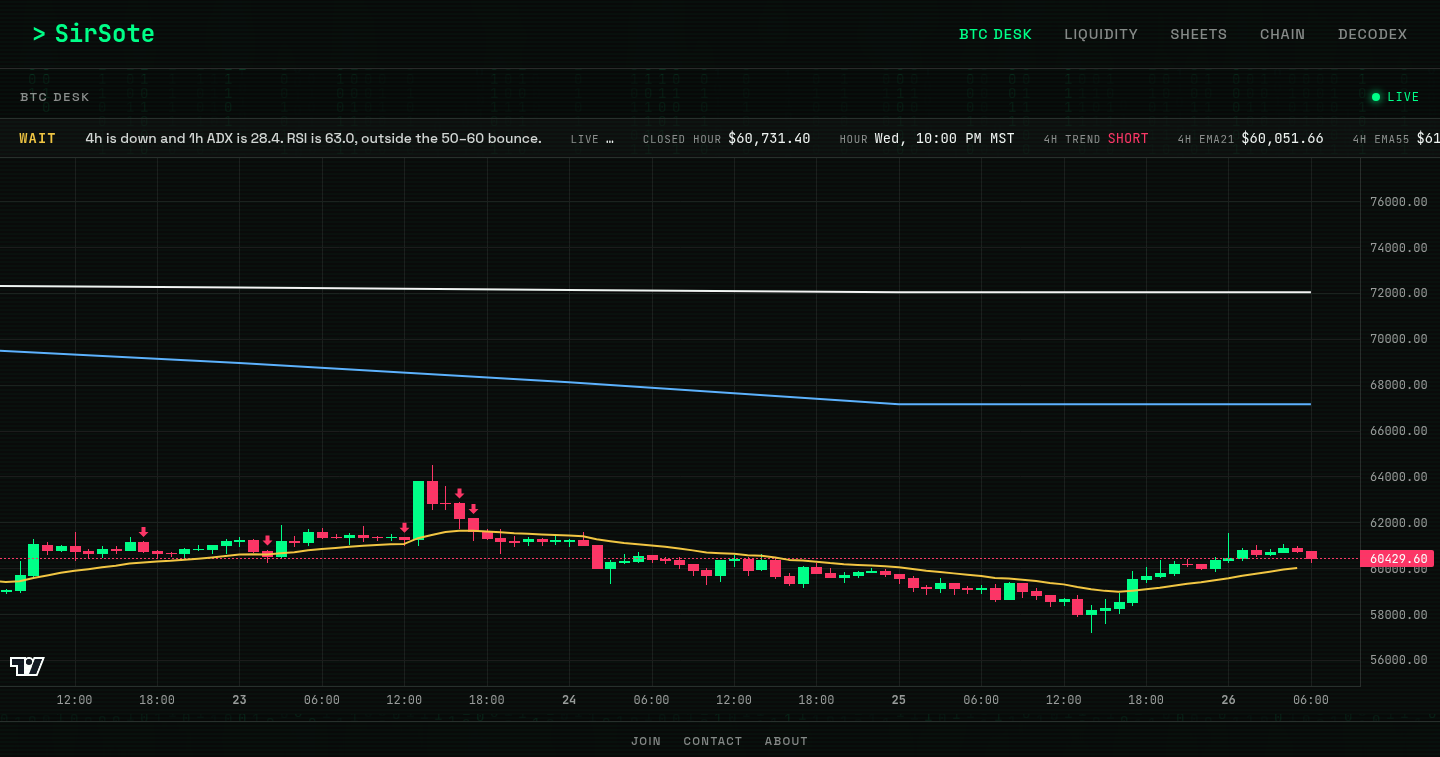 > SirSote
BTC DESK LIQUIDITY SHEETS CHAIN DECODEX
BTC DESK
LIVE
WAIT 4h is down and 1h ADX is 28.4. RSI is 63.0, outside the 50–60 bounce. LIVE … CLOSED HOUR $60,731.40 HOUR Wed, 10:00 PM MST 4H TREND SHORT 4H EMA21 $60,051.66 4H EMA55 $61
76000.00
74000.00
72000.00
70000.00
68000.00
66000.00
64000.00
62000.00
60429.60
60000.00
58000.00
56000.00
12:00 18:00 23 06:00 12:00 18:00 24 06:00 12:00 18:00 25 06:00 12:00 18:00 26 06:00
JOIN CONTACT ABOUT